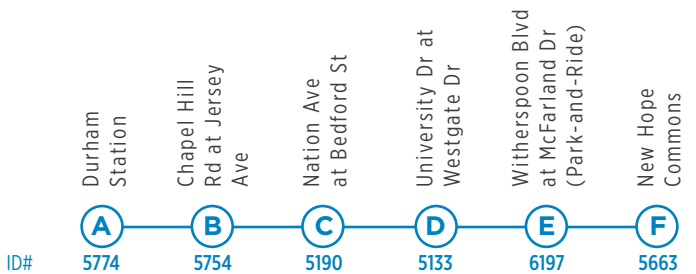 Durham
Station
Chapel Hill
Rd at Jersey
Ave
Nation Ave
at Bedford St
University Dr at
Westgate Dr
Witherspoon Blvd
at McFarland Dr
(Park-and-Ride)
New Hope
Commons
A B C D E F
ID# 5774 5754 5190 5133 6197 5663